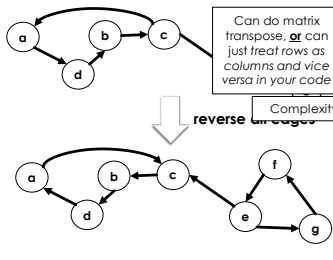 Can do matrix
transpose, or can
just treat rows as
columns and vice
versa in your code
a
b
c
d
Complexity
reverse all edges
a
b
c
d
f
e
g